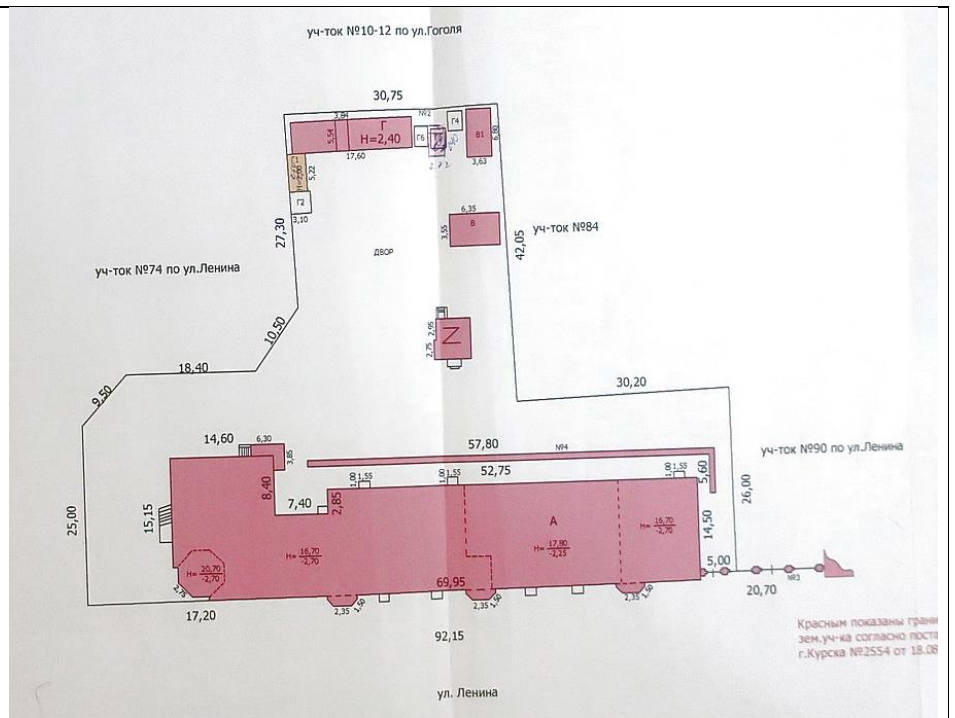 уч-ток №10-12 по ул.Гоголя
30,75
3,84
№2
5,54
Г
Н=2,40
17,60
Г6
Г4
В1
6,80
3,63
5,22
Н=2,00
Г2
3,10
27,30
6,35
В
3,55
уч-ток №84
42,05
ДВОР
уч-ток №74 по ул.Ленина
10,50
2,95
2,75
18,40
9,50
30,20
14,60
6,30
3,85
57,80
№4
уч-ток №90 по ул.Ленина
52,75
1,00
1,55
1,00
1,55
1,55
5,60
26,00
8,40
7,40
2,85
25,00
15,15
А
Н= 16,70
-2,70
Н= 17,80
-2,25
Н= 16,70
-2,70
14,50
Н= 20,70
-2,70
2,75
69,95
5,00
№3
20,70
17,20
2,35
1,50
2,35
1,50
2,35
1,50
92,15
Красным показаны грани
зем.уч-ка согласно поста
г.Курска №2554 от 18.08
ул. Ленина